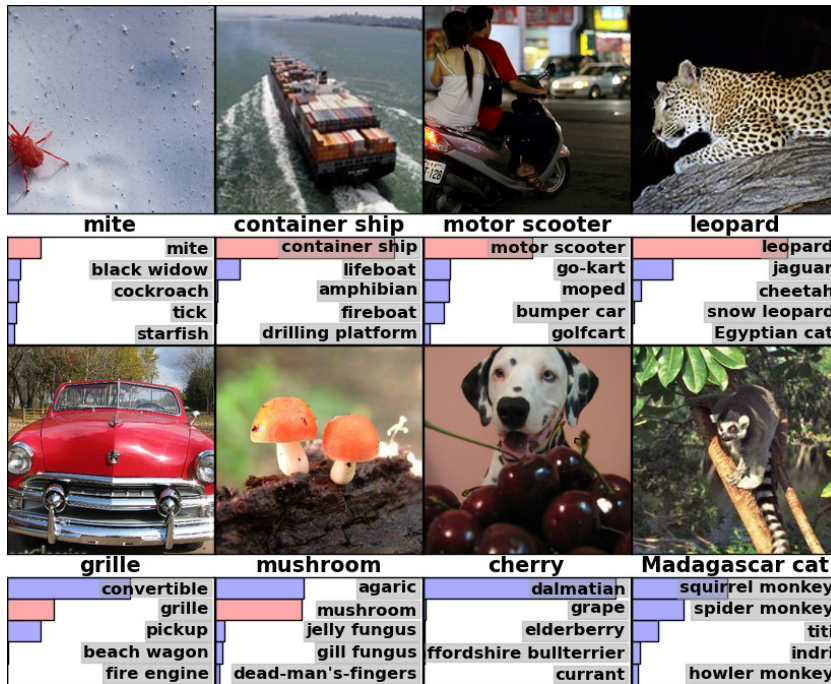 mite
container ship
motor scooter
leopard
mite
black widow
cockroach
tick
starfish
container ship
lifeboat
amphibian
fireboat
drilling platform
motor scooter
go-kart
moped
bumper car
golfcart
leopard
jaguar
cheetah
snow leopard
Egyptian cat
grille
mushroom
cherry
Madagascar cat
convertible
grille
pickup
beach wagon
fire engine
agaric
mushroom
jelly fungus
gill fungus
dead-man's-fingers
dalmatian
grape
elderberry
ffordshire bullterrier
currant
squirrel monkey
spider monkey
titi
indri
howler monkey